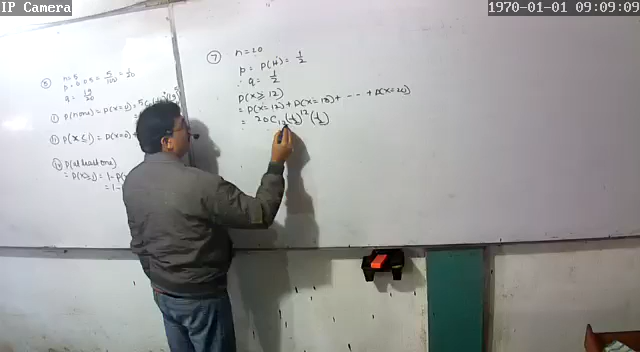 IP Camera
1970-01-01 09:09:09
n=5
p=0.05 = 5/100 = 1/20
q = 19/20
P(none) = P(x=0) =
P(x≤1) = P(x=0) +
P(at least one)
= P(x≥1) = 1-P(
= 1-
7 n=20
p = P(H) = 1/2
q = 1/2
P(x≥12)
= P(x=12) + P(x=13) + ---- + P(x=20)
= 20C12 (1/2)^12 (1/2)